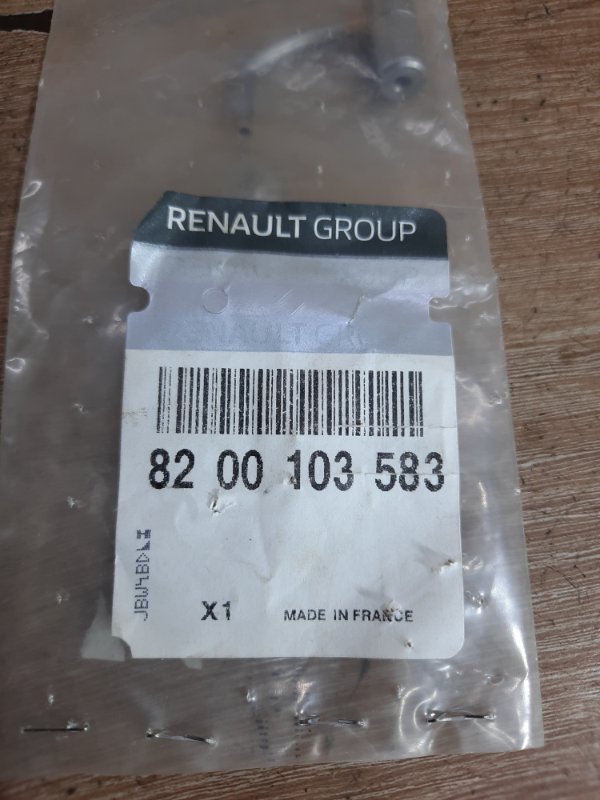 RENAULT GROUP
82 00 103 583
X1
MADE IN FRANCE